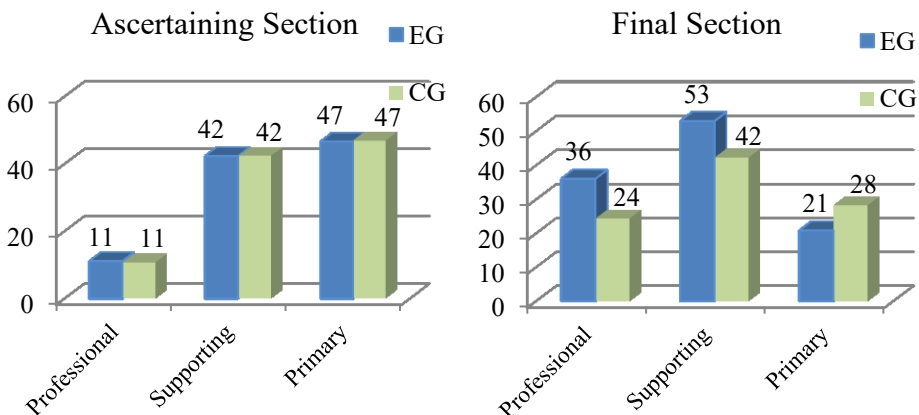 Ascertaining Section
EG
CG
60
40
20
0
11
11
42
42
47
47
Professional
Supporting
Primary
Final Section
EG
CG
60
50
40
30
20
10
0
36
24
53
42
21
28
Professional
Supporting
Primary